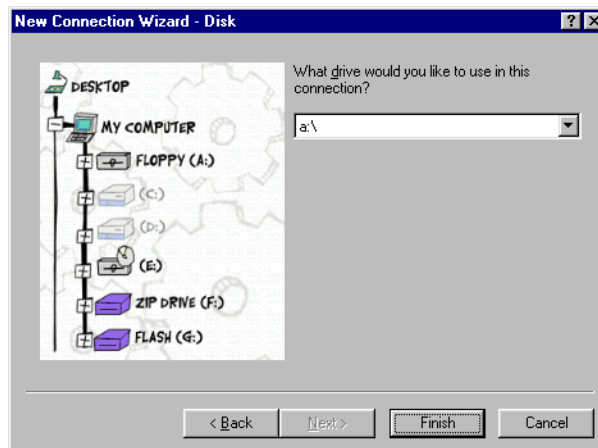 New Connection Wizard - Disk
DESKTOP
MY COMPUTER
FLOPPY (A:)
(C:)
(D:)
(E:)
ZIP DRIVE (F:)
FLASH (G:)
What drive would you like to use in this
connection?
a:\
< Back
Next >
Finish
Cancel